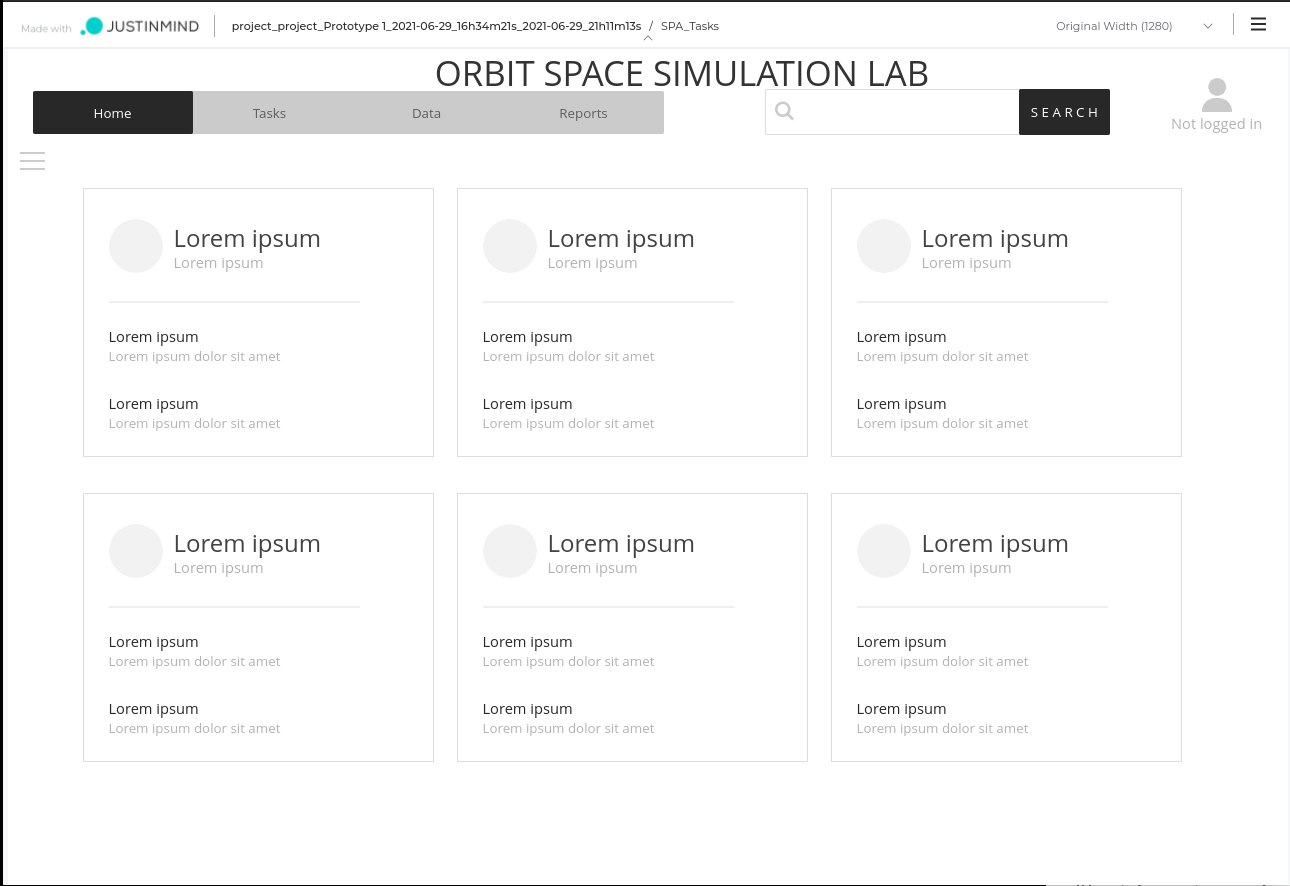 Made with JUSTINMIND project_project_Prototype 1_2021-06-29_16h34m21s_2021-06-29_21h11m13s / SPA_Tasks Original Width (1280)
ORBIT SPACE SIMULATION LAB
Home Tasks Data Reports SEARCH
Not logged in
Lorem ipsum Lorem ipsum Lorem ipsum
Lorem ipsum Lorem ipsum Lorem ipsum
Lorem ipsum Lorem ipsum Lorem ipsum
Lorem ipsum dolor sit amet Lorem ipsum dolor sit amet Lorem ipsum dolor sit amet
Lorem ipsum Lorem ipsum Lorem ipsum
Lorem ipsum dolor sit amet Lorem ipsum dolor sit amet Lorem ipsum dolor sit amet
Lorem ipsum Lorem ipsum Lorem ipsum
Lorem ipsum Lorem ipsum Lorem ipsum
Lorem ipsum Lorem ipsum Lorem ipsum
Lorem ipsum dolor sit amet Lorem ipsum dolor sit amet Lorem ipsum dolor sit amet
Lorem ipsum Lorem ipsum Lorem ipsum
Lorem ipsum dolor sit amet Lorem ipsum dolor sit amet Lorem ipsum dolor sit amet